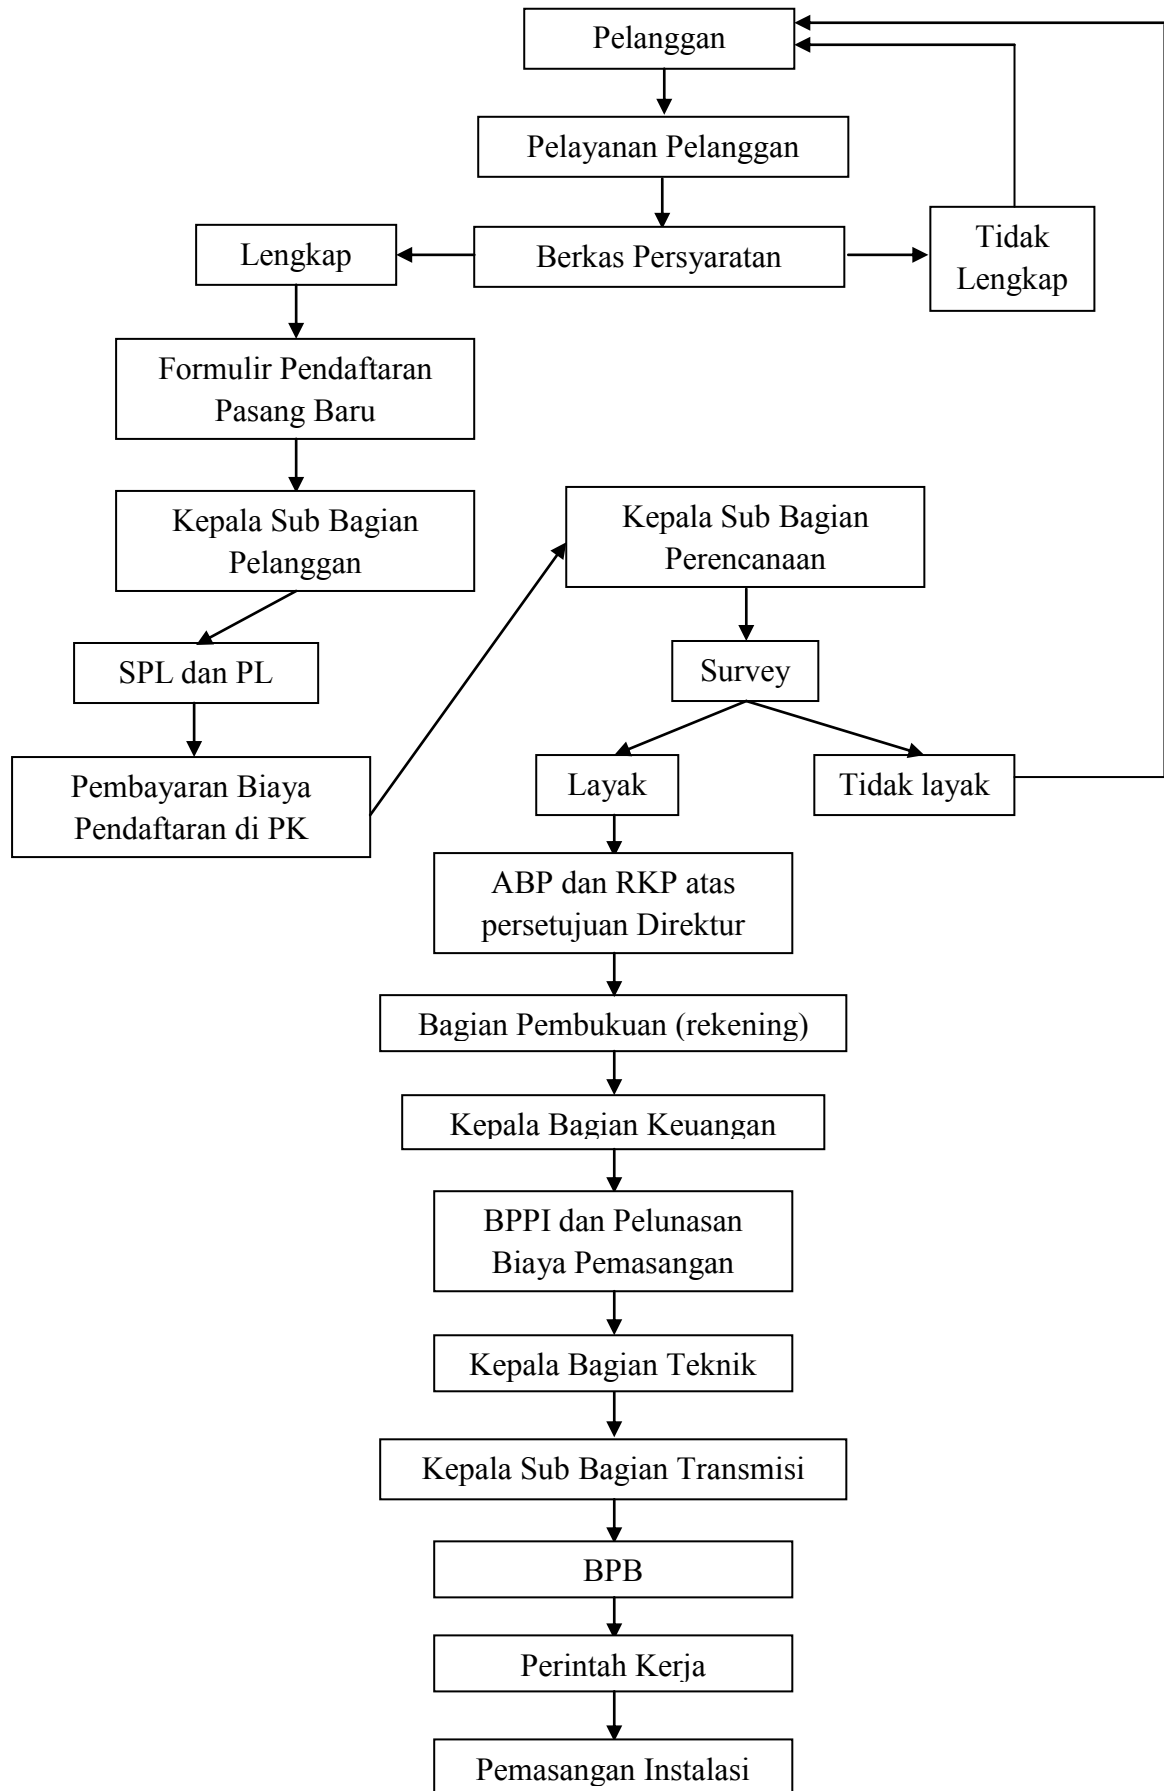 Pelanggan
Pelayanan Pelanggan
Berkas Persyaratan
Lengkap
Tidak
Lengkap
Formulir Pendaftaran
Pasang Baru
Kepala Sub Bagian
Pelanggan
SPL dan PL
Pembayaran Biaya
Pendaftaran di PK
Kepala Sub Bagian
Perencanaan
Survey
Layak
Tidak layak
ABP dan RKP atas
persetujuan Direktur
Bagian Pembukuan (rekening)
Kepala Bagian Keuangan
BPPI dan Pelunasan
Biaya Pemasangan
Kepala Bagian Teknik
Kepala Sub Bagian Transmisi
BPB
Perintah Kerja
Pemasangan Instalasi